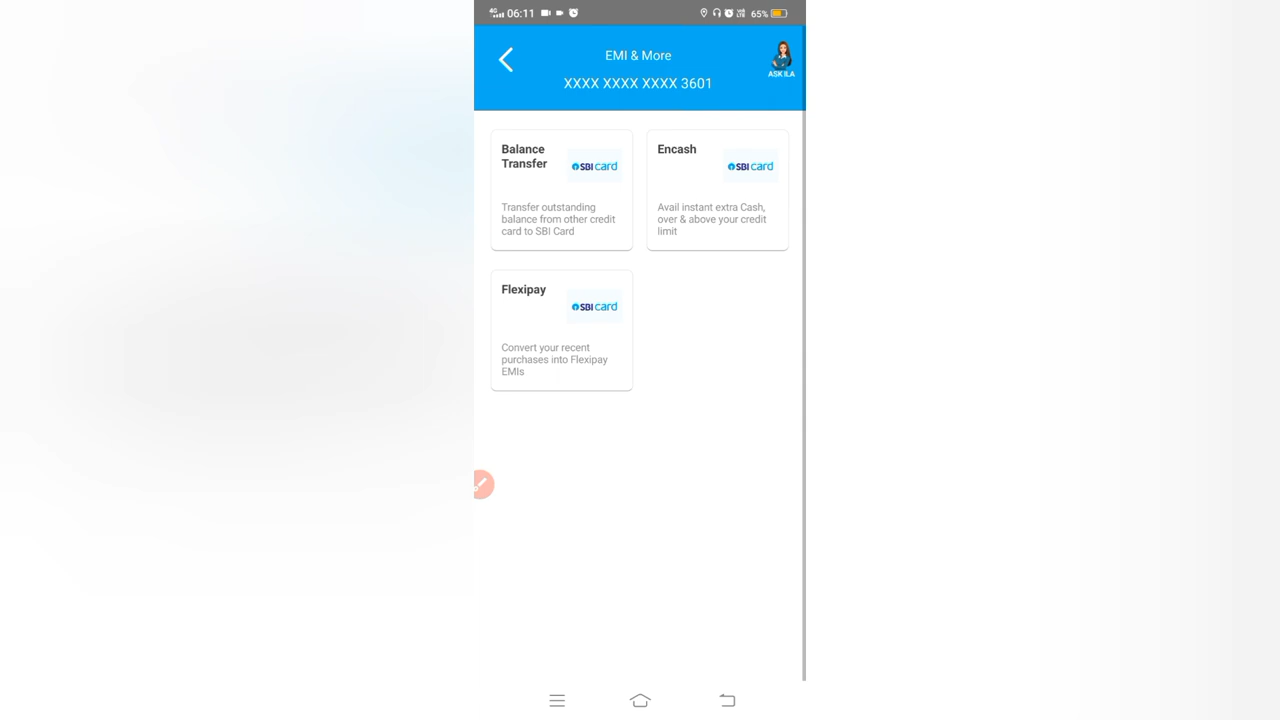 4G 06:11 65%
EMI & More
ASK ILA
XXXX XXXX XXXX 3601
Balance
Transfer
SBI card
Transfer outstanding
balance from other credit
card to SBI Card
Encash
SBI card
Avail instant extra Cash,
over & above your credit
limit
Flexipay
SBI card
Convert your recent
purchases into Flexipay
EMIs